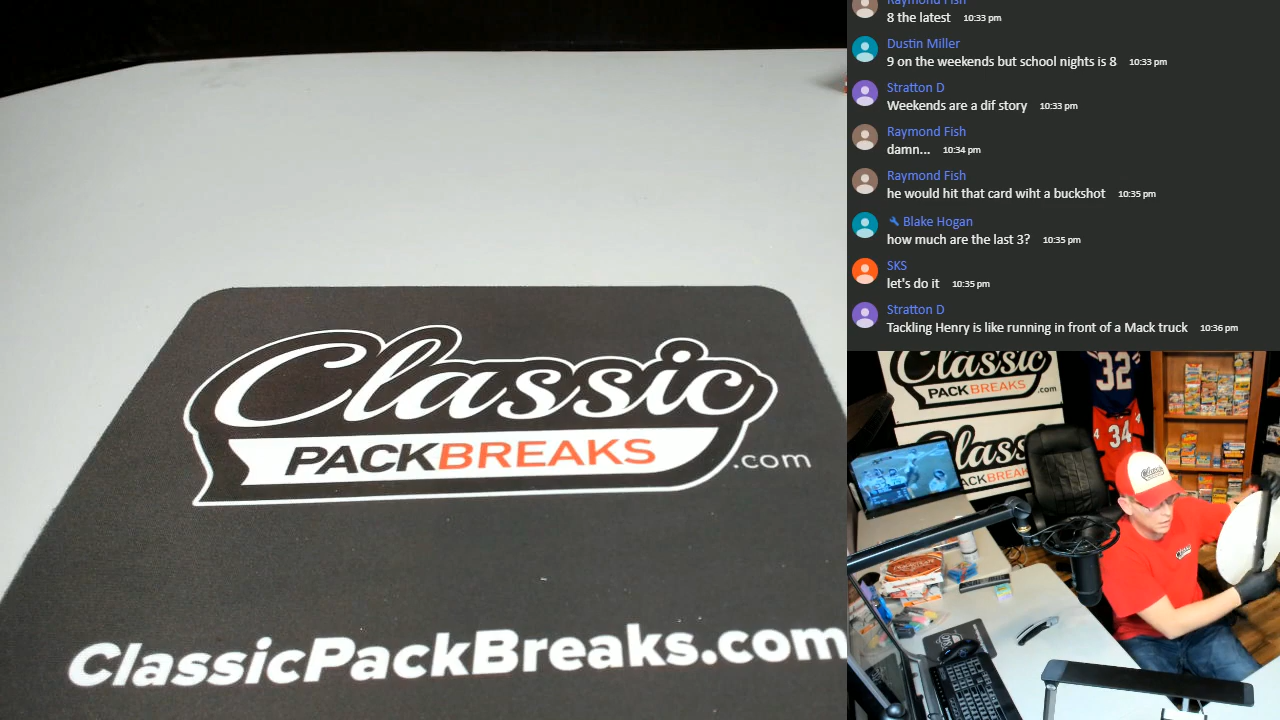 Raymond Fish
8 the latest 10:33 pm
Dustin Miller
9 on the weekends but school nights is 8 10:33 pm
Stratton D
Weekends are a dif story 10:33 pm
Raymond Fish
damn... 10:34 pm
Raymond Fish
he would hit that card wiht a buckshot 10:35 pm
Blake Hogan
how much are the last 3? 10:35 pm
SKS
let's do it 10:35 pm
Stratton D
Tackling Henry is like running in front of a Mack truck 10:36 pm
Classic
PACKBREAKS
.com
ClassicPackBreaks.com
Classic
PACKBREAKS
.com
32
34